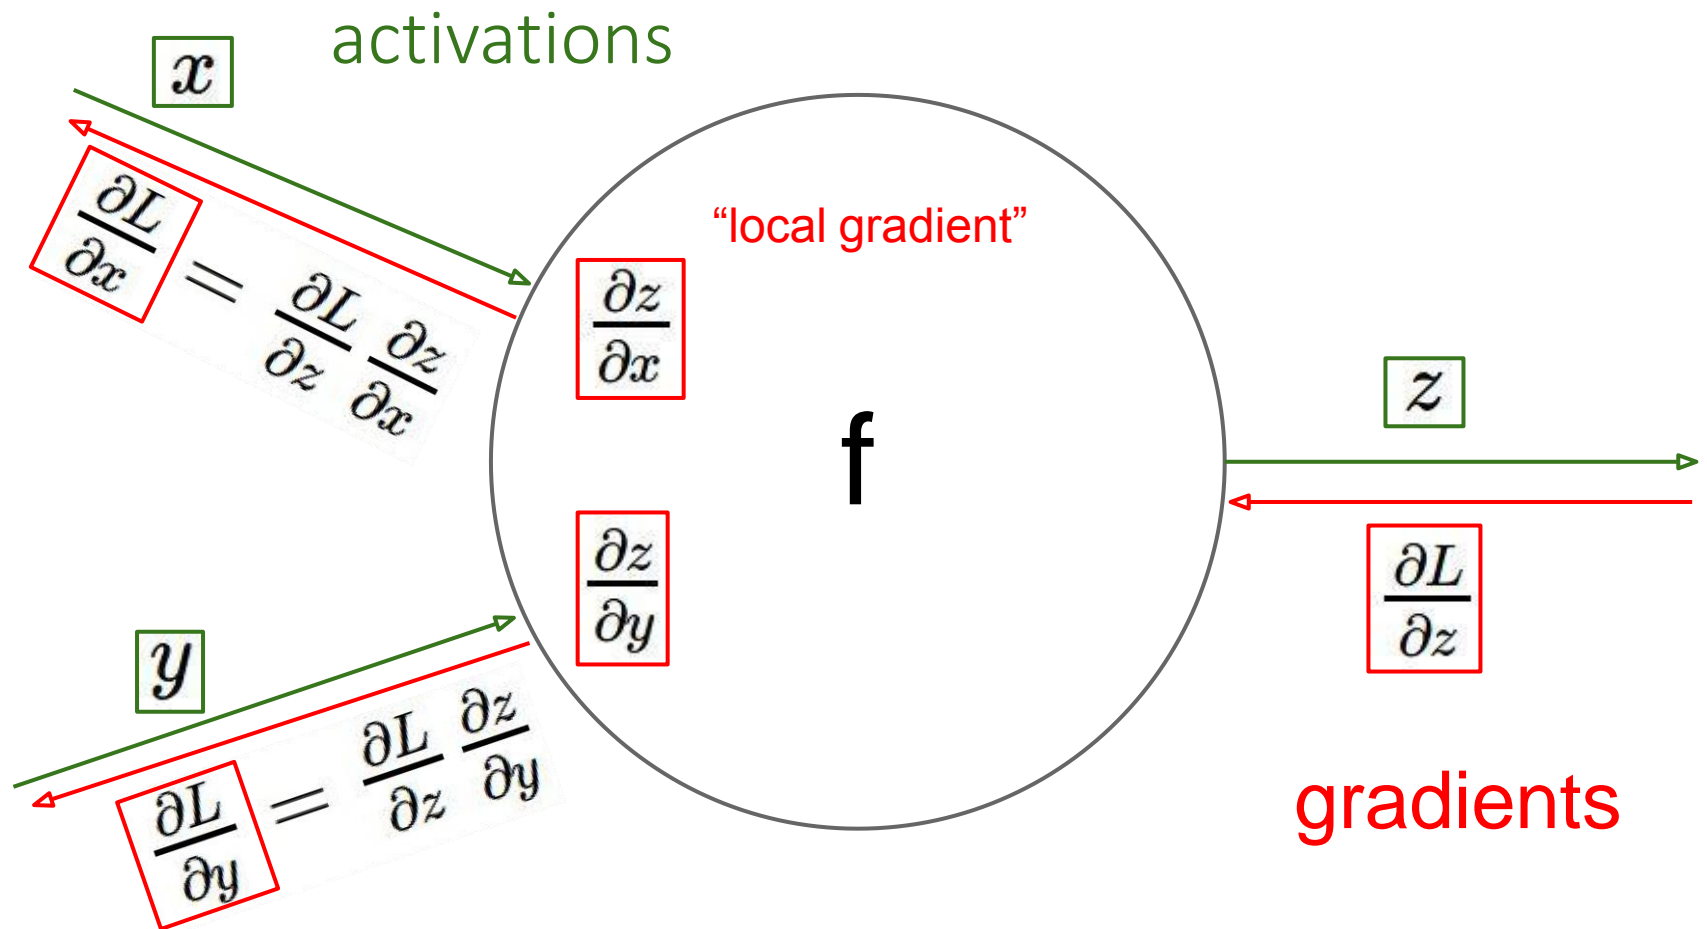 activations
x
∂L/∂x = ∂L/∂z ∂z/∂x
“local gradient”
∂z/∂x
f
z
∂L/∂z
∂z/∂y
y
∂L/∂y = ∂L/∂z ∂z/∂y
gradients